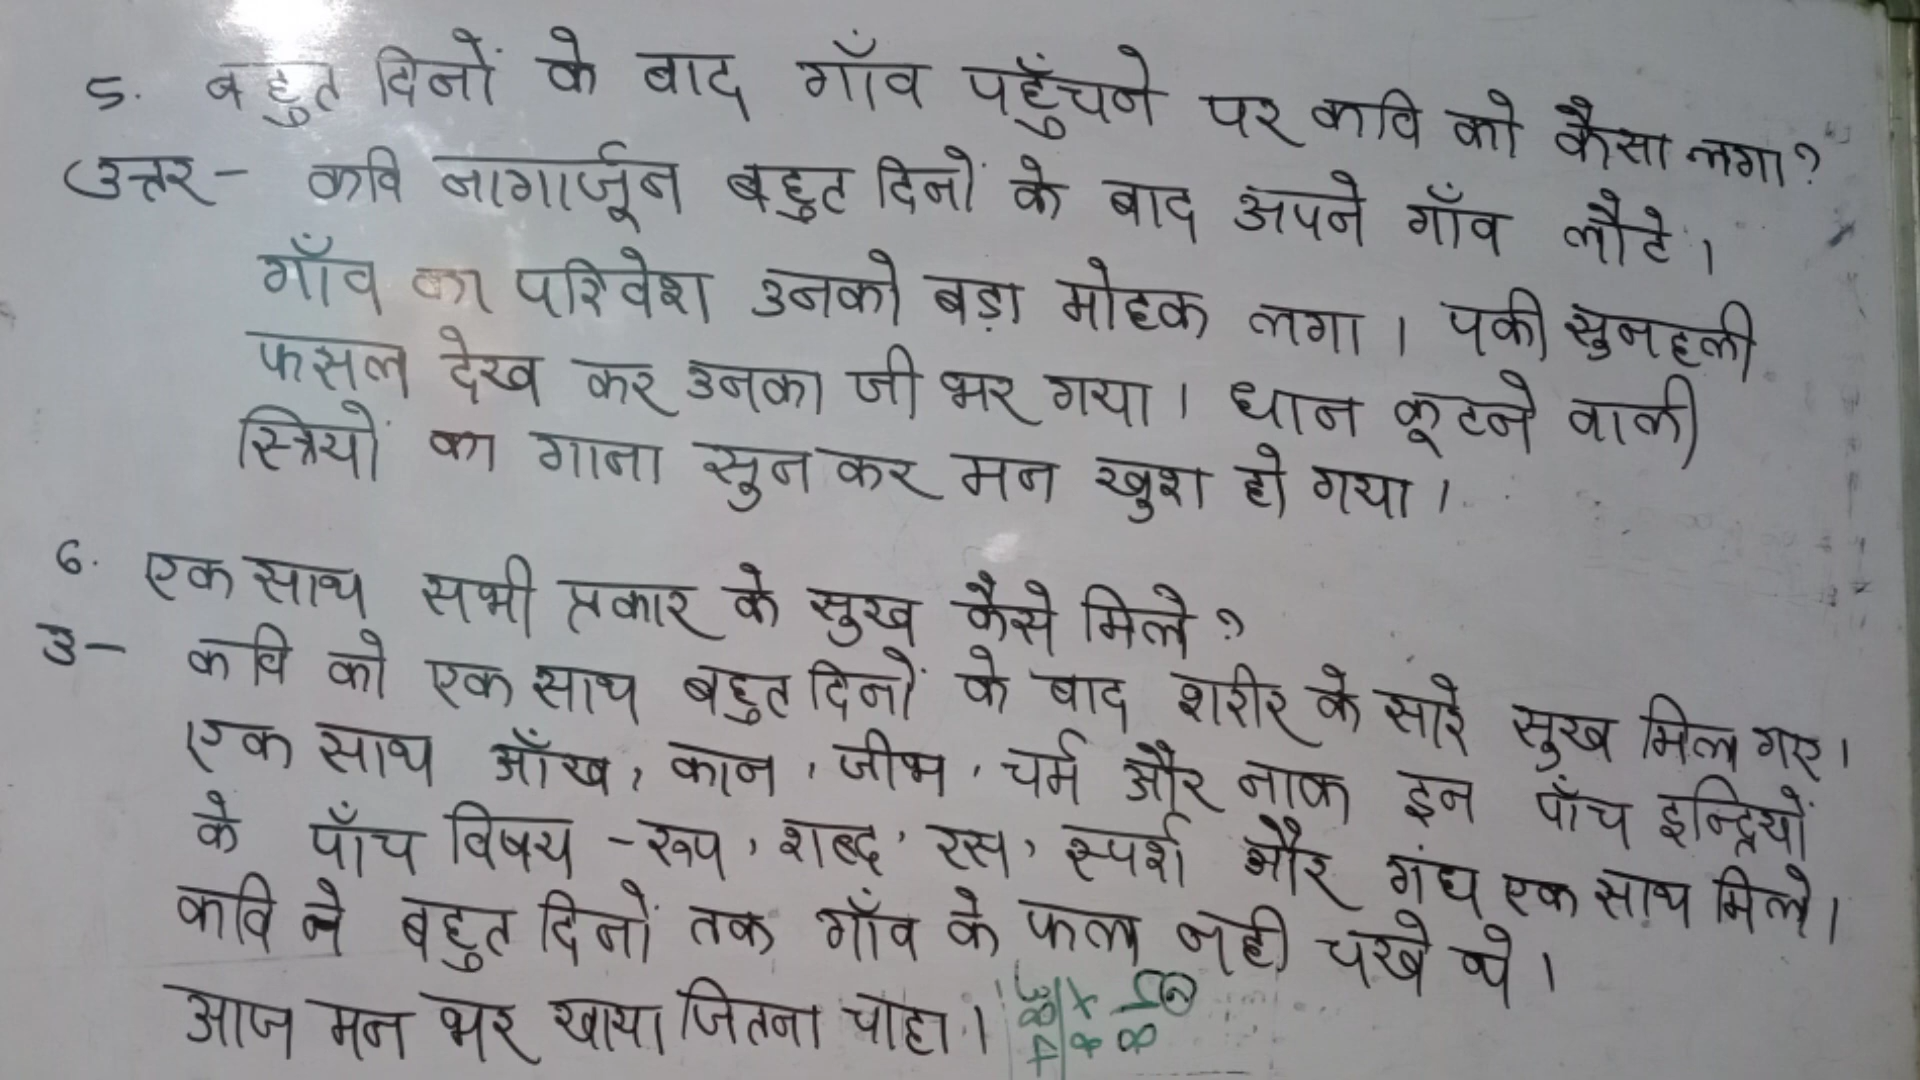 5. बहुत दिनों के बाद गाँव पहुँचने पर कवि को कैसा लगा?
उत्तर - कवि नागार्जून बहुत दिनों के बाद अपने गाँव लौटे।
गाँव का परिवेश उनको बड़ा मोहक लगा। पकी सुनहली
फसल देख कर उनका जी भर गया। धान कूटने वाली
स्त्रियों का गाना सुन कर मन खुश हो गया।
6. एक साथ सभी प्रकार के सुख कैसे मिले?
उ- कवि को एक साथ बहुत दिनों के बाद शरीर के सारे सुख मिल गए।
एक साथ आँख, कान, जीभ, चर्म और नाक इन पाँच इन्द्रियों
के पाँच विषय - रूप, शब्द, रस, स्पर्श और गंध एक साथ मिले।
कवि ने बहुत दिनों तक गाँव के फल नही चखे थे।
आज मन भर खाया जितना चाहा।